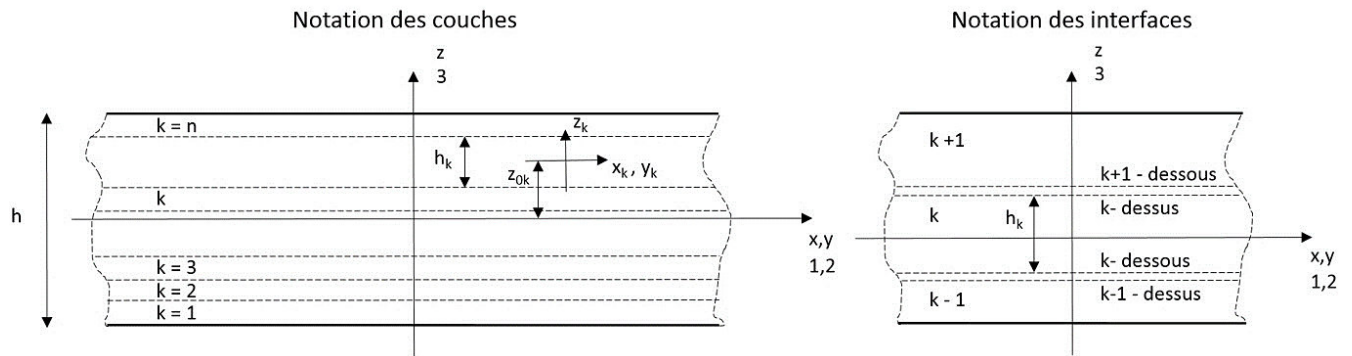 Notation des couches
z
3
k = n
z_k
h_k
x_k , y_k
z_0k
k
h
x,y
1,2
k = 3
k = 2
k = 1
Notation des interfaces
z
3
k +1
k+1 - dessous
k- dessus
k
h_k
k- dessous
x,y
1,2
k-1 - dessus
k - 1